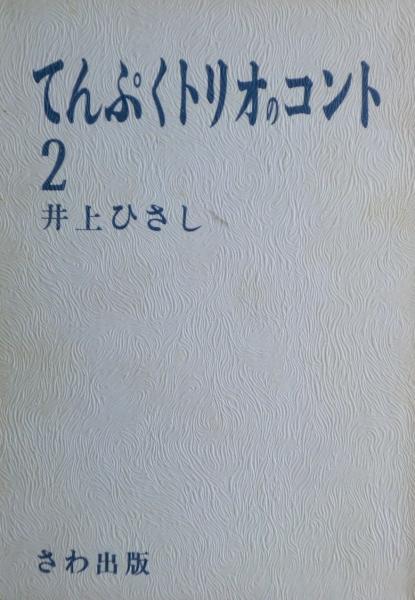 てんぷくトリオのコント
2
井上ひさし
さわ出版